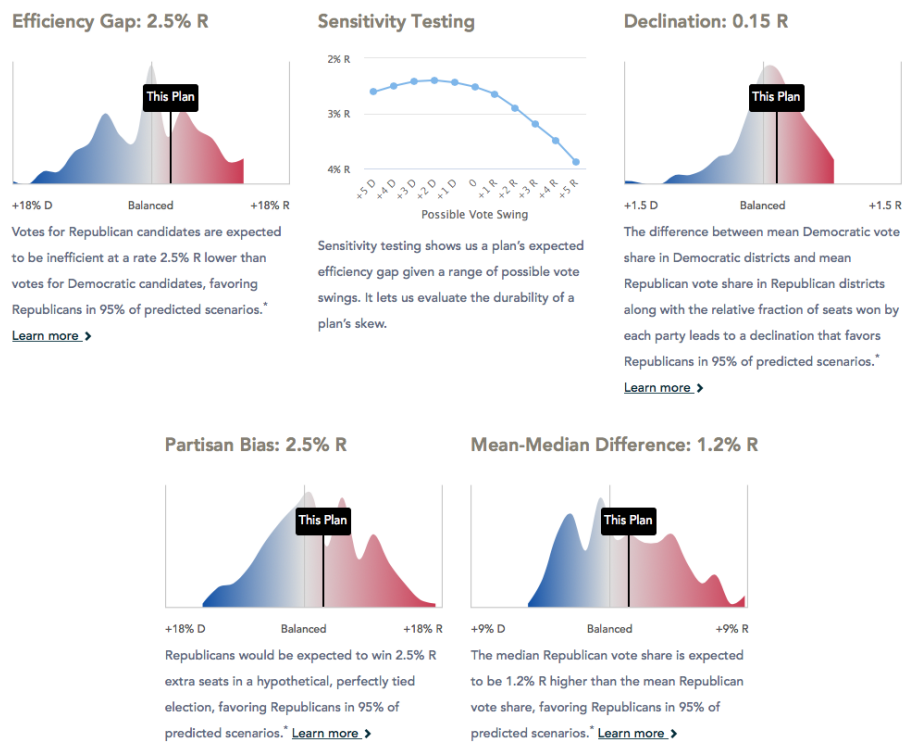 Efficiency Gap: 2.5% R
This Plan
+18% D
Balanced
+18% R
Votes for Republican candidates are expected
to be inefficient at a rate 2.5% R lower than
votes for Democratic candidates, favoring
Republicans in 95% of predicted scenarios.*
Learn more >
Sensitivity Testing
2% R
3% R
4% R
+5 D
+4 D
+3 D
+2 D
+1 D
0
+1 R
+2 R
+3 R
+4 R
+5 R
Possible Vote Swing
Sensitivity testing shows us a plan's expected
efficiency gap given a range of possible vote
swings. It lets us evaluate the durability of a
plan's skew.
Declination: 0.15 R
This Plan
+1.5 D
Balanced
+1.5 R
The difference between mean Democratic vote
share in Democratic districts and mean
Republican vote share in Republican districts
along with the relative fraction of seats won by
each party leads to a declination that favors
Republicans in 95% of predicted scenarios.*
Learn more >
Partisan Bias: 2.5% R
This Plan
+18% D
Balanced
+18% R
Republicans would be expected to win 2.5% R
extra seats in a hypothetical, perfectly tied
election, favoring Republicans in 95% of
predicted scenarios.* Learn more >
Mean-Median Difference: 1.2% R
This Plan
+9% D
Balanced
+9% R
The median Republican vote share is expected
to be 1.2% R higher than the mean Republican
vote share, favoring Republicans in 95% of
predicted scenarios.* Learn more >